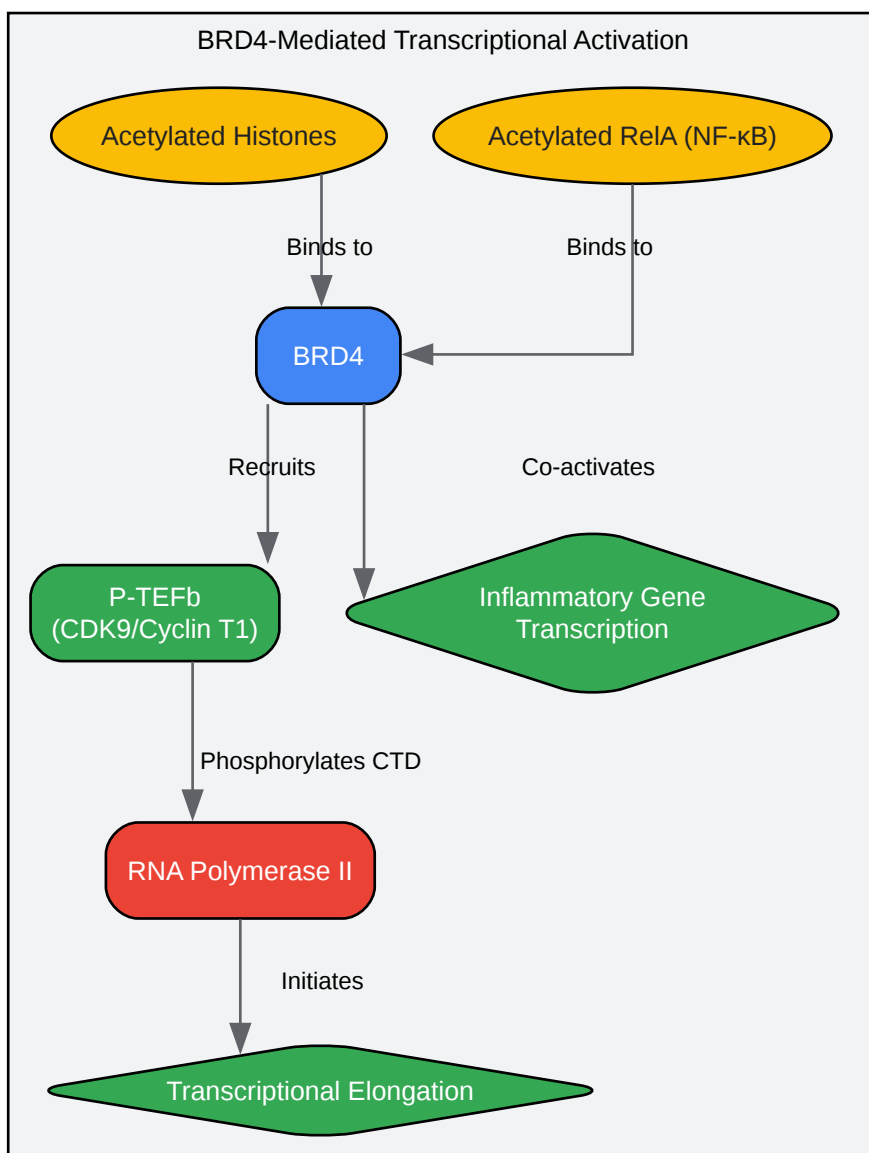 BRD4-Mediated Transcriptional Activation
Acetylated Histones
Acetylated RelA (NF-κB)
Binds to
Binds to
BRD4
Recruits
Co-activates
P-TEFb
(CDK9/Cyclin T1)
Inflammatory Gene
Transcription
Phosphorylates CTD
RNA Polymerase II
Initiates
Transcriptional Elongation